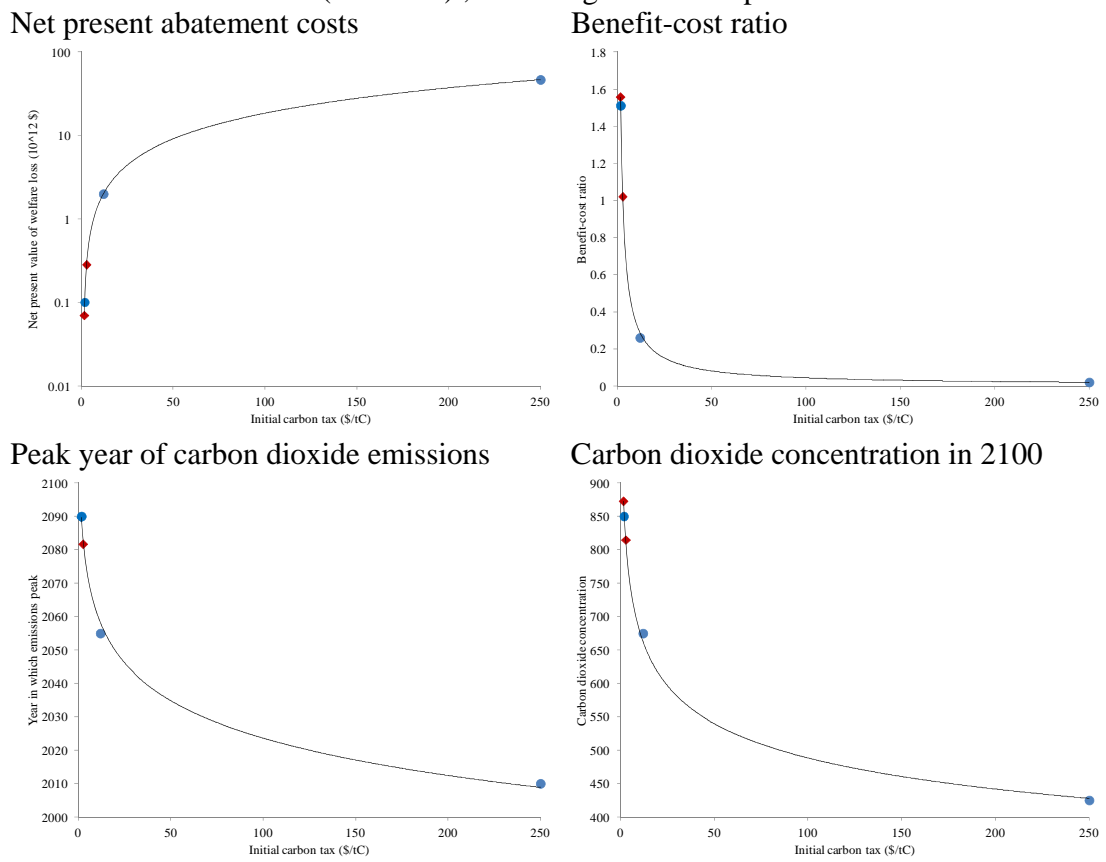 Net present abatement costs
Benefit-cost ratio
100
10
1
0.1
0.01
Net present value of welfare loss (10^12 $)
0 50 100 150 200 250
Initial carbon tax ($/tC)
1.8
1.6
1.4
1.2
1
0.8
0.6
0.4
0.2
0
Benefit-cost ratio
0 50 100 150 200 250
Initial carbon tax ($/tC)
Peak year of carbon dioxide emissions
Carbon dioxide concentration in 2100
2100
2090
2080
2070
2060
2050
2040
2030
2020
2010
2000
Year in which emissions peak
0 50 100 150 200 250
Initial carbon tax ($/tC)
900
850
800
750
700
650
600
550
500
450
400
Carbon dioxide concentration
0 50 100 150 200 250
Initial carbon tax ($/tC)